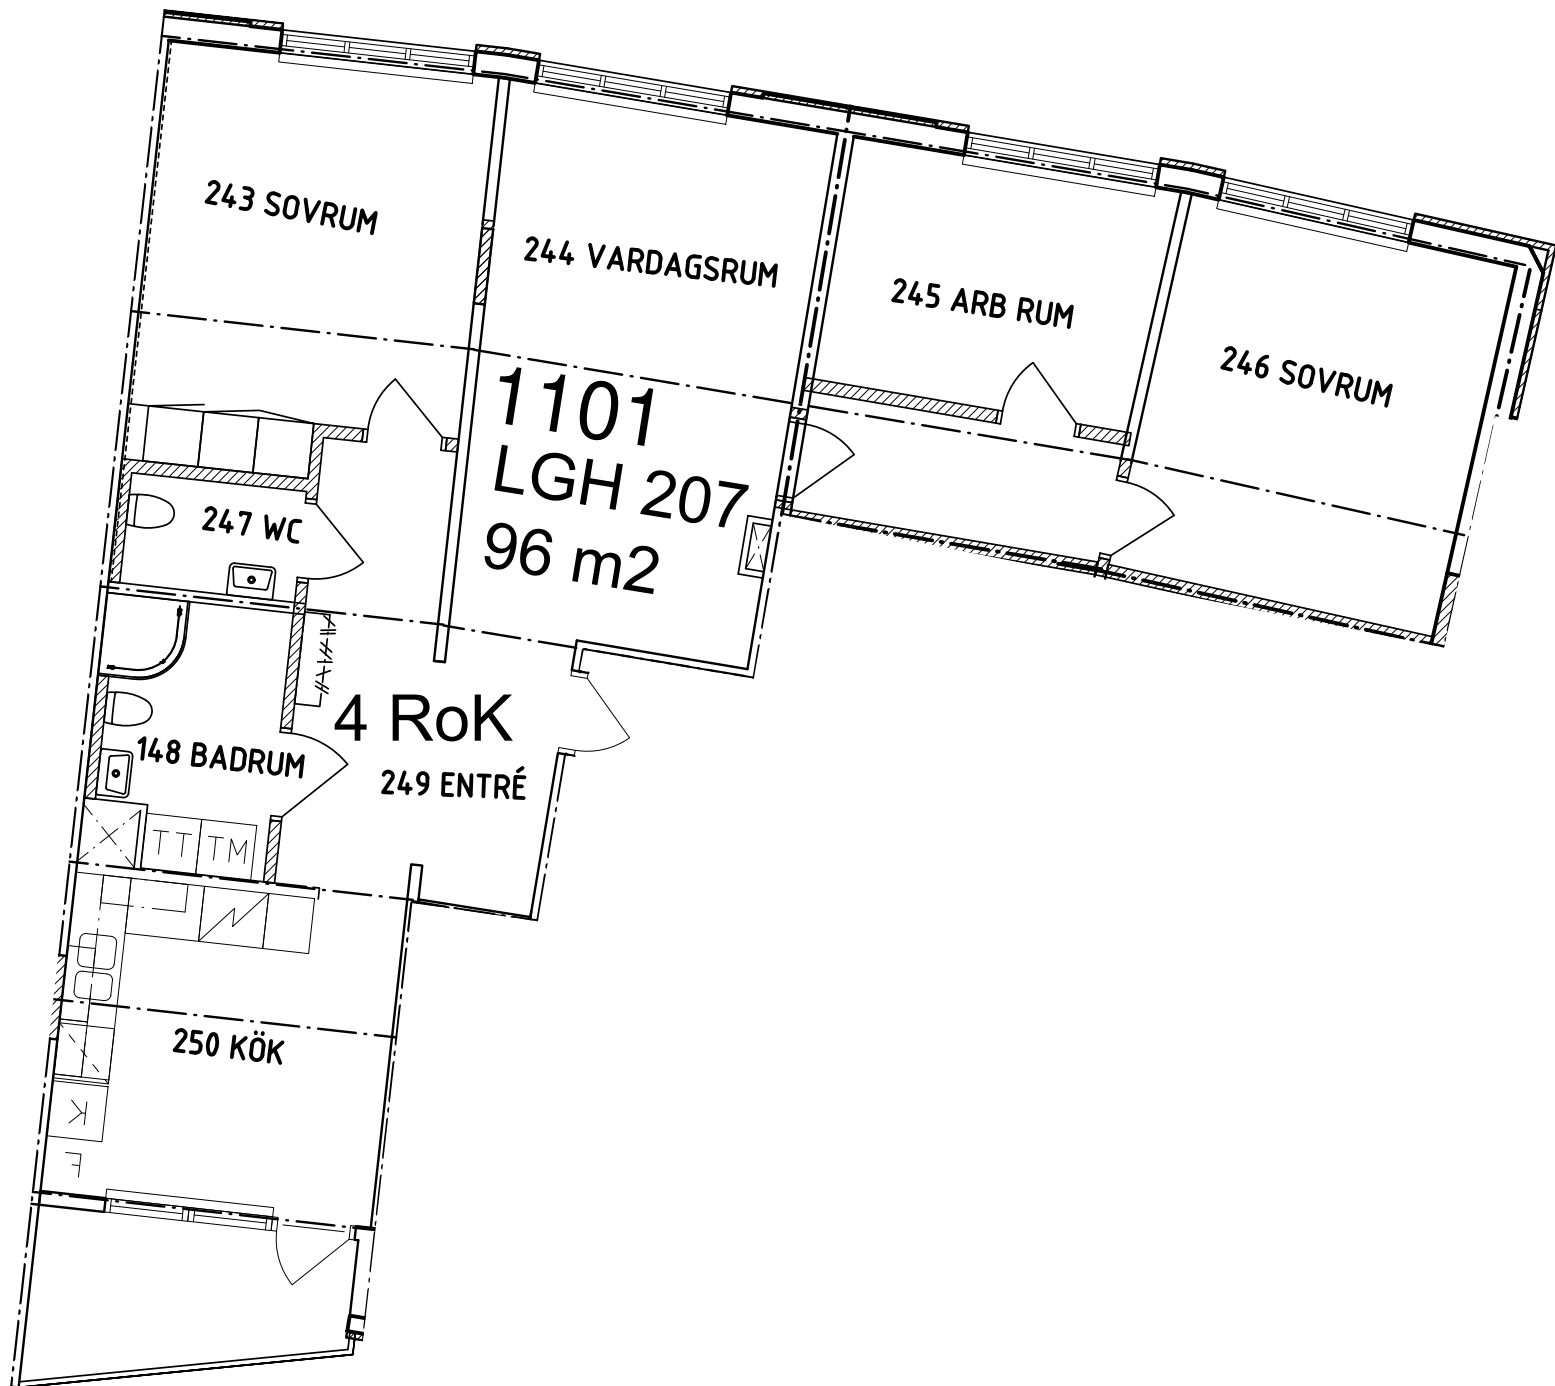 243 SOVRUM
244 VARDAGSRUM
245 ARB RUM
246 SOVRUM
1101
LGH 207
96 m2
247 WC
4 RoK
148 BADRUM
249 ENTRÉ
TT
TM
250 KÖK
K
F